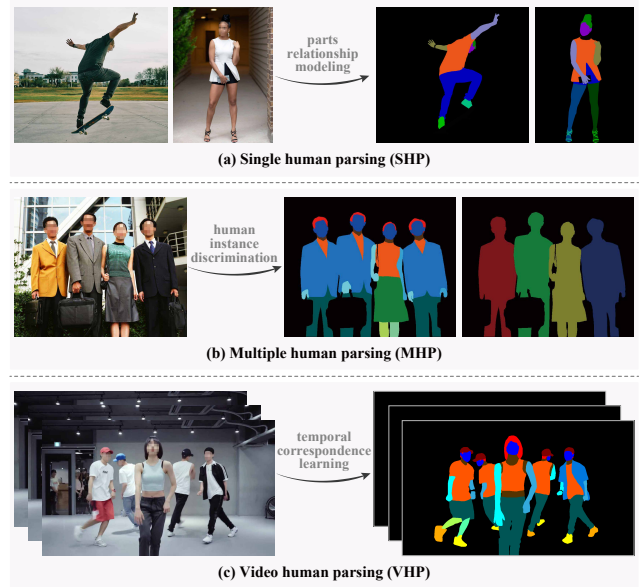 parts
relationship
modeling
(a) Single human parsing (SHP)
human
instance
discrimination
(b) Multiple human parsing (MHP)
temporal
correspondence
learning
(c) Video human parsing (VHP)